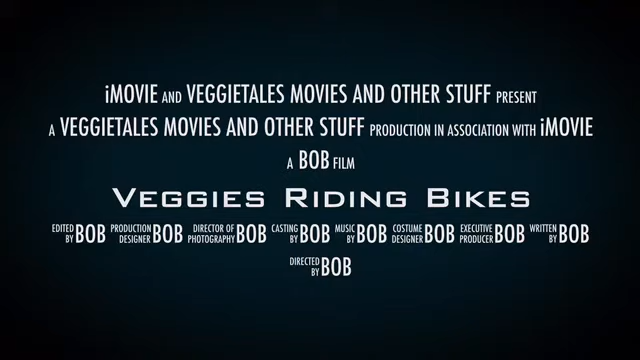 iMOVIE AND VEGGIETALES MOVIES AND OTHER STUFF PRESENT
A VEGGIETALES MOVIES AND OTHER STUFF PRODUCTION IN ASSOCIATION WITH iMOVIE
A BOB FILM
VEGGIES RIDING BIKES
EDITED BY BOB PRODUCTION DESIGNER BOB DIRECTOR OF PHOTOGRAPHY BOB CASTING BY BOB MUSIC BY BOB COSTUME DESIGNER BOB EXECUTIVE PRODUCER BOB WRITTEN BY BOB
DIRECTED BY BOB